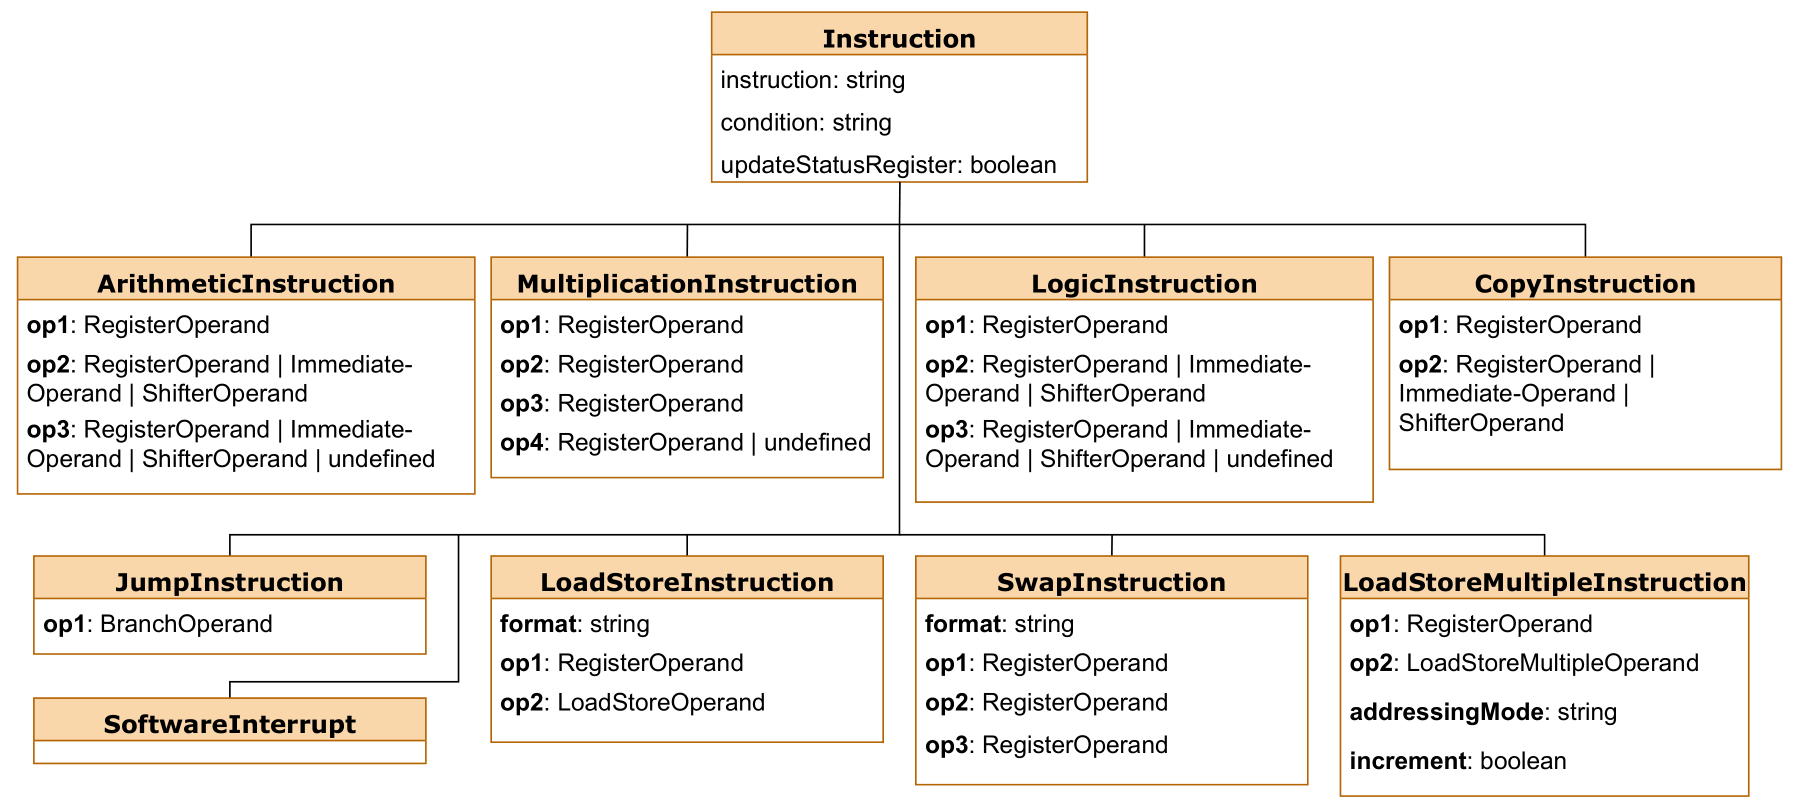 Instruction
instruction: string
condition: string
updateStatusRegister: boolean
ArithmeticInstruction
op1: RegisterOperand
op2: RegisterOperand | Immediate-
Operand | ShifterOperand
op3: RegisterOperand | Immediate-
Operand | ShifterOperand | undefined
MultiplicationInstruction
op1: RegisterOperand
op2: RegisterOperand
op3: RegisterOperand
op4: RegisterOperand | undefined
LogicInstruction
op1: RegisterOperand
op2: RegisterOperand | Immediate-
Operand | ShifterOperand
op3: RegisterOperand | Immediate-
Operand | ShifterOperand | undefined
CopyInstruction
op1: RegisterOperand
op2: RegisterOperand |
Immediate-Operand |
ShifterOperand
JumpInstruction
op1: BranchOperand
SoftwareInterrupt
LoadStoreInstruction
format: string
op1: RegisterOperand
op2: LoadStoreOperand
SwapInstruction
format: string
op1: RegisterOperand
op2: RegisterOperand
op3: RegisterOperand
LoadStoreMultipleInstruction
op1: RegisterOperand
op2: LoadStoreMultipleOperand
addressingMode: string
increment: boolean